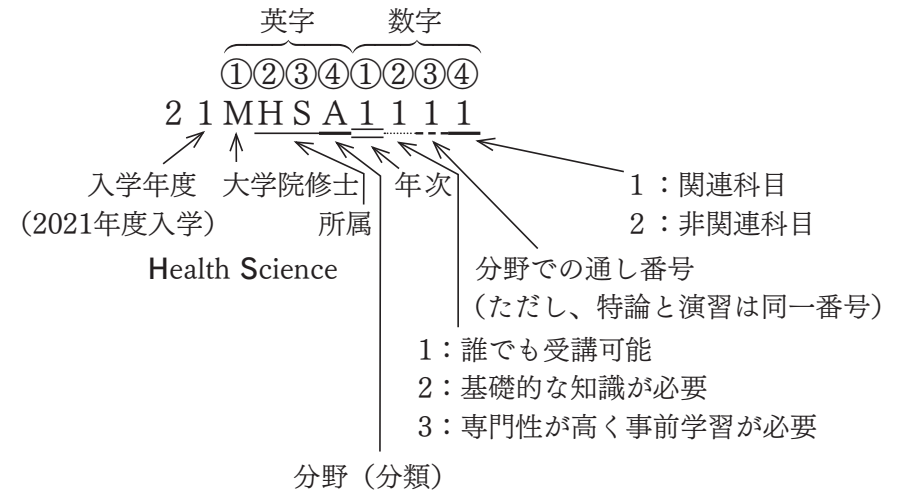 英字 数字
①②③④①②③④
21MHSA1111
入学年度 大学院修士 年次 1：関連科目
（2021年度入学） 所属 2：非関連科目
Health Science 分野での通し番号
（ただし、特論と演習は同一番号）
1：誰でも受講可能
2：基礎的な知識が必要
3：専門性が高く事前学習が必要
分野（分類）